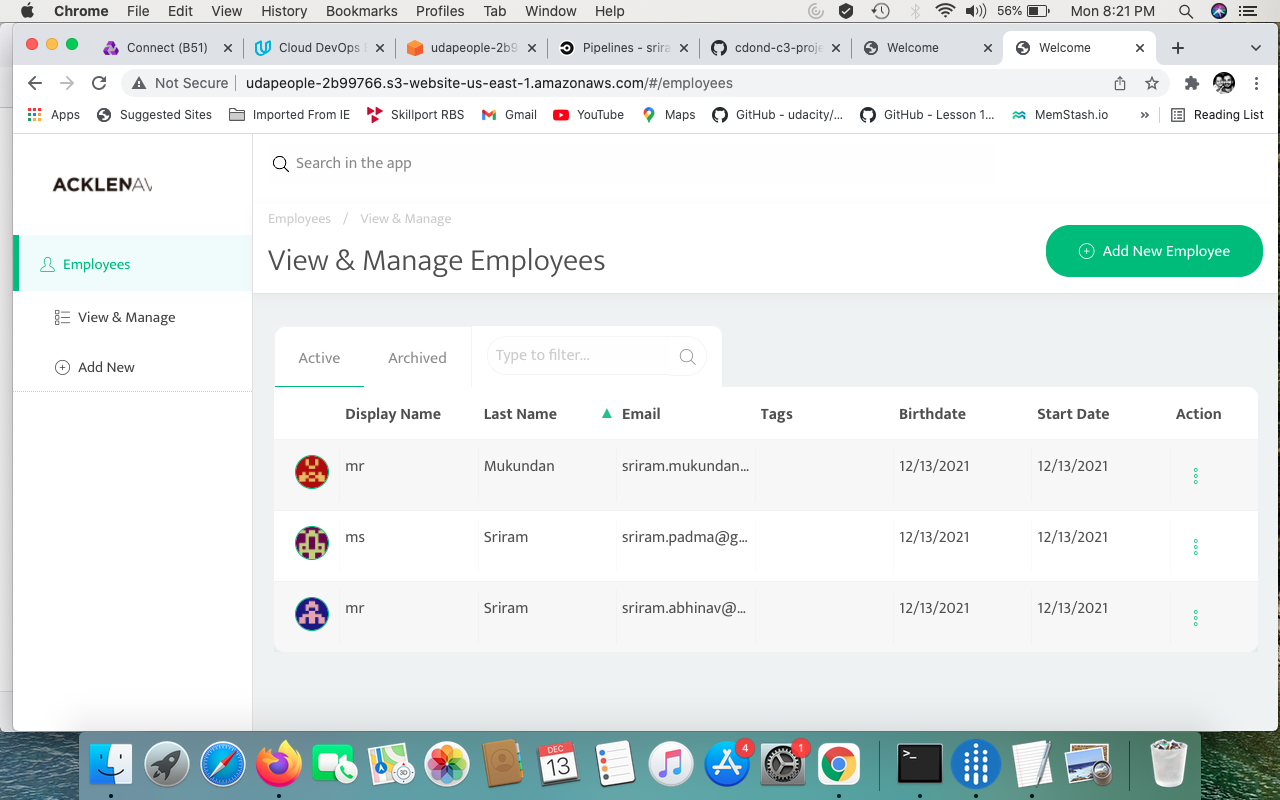 Chrome File Edit View History Bookmarks Profiles Tab Window Help 56% Mon 8:21 PM
Connect (B51) Cloud DevOps udapeople-2b9 Pipelines - srira cdond-c3-proje Welcome Welcome
Not Secure udapeople-2b99766.s3-website-us-east-1.amazonaws.com/#/employees
Apps Suggested Sites Imported From IE Skillport RBS Gmail YouTube Maps GitHub - udacity/... GitHub - Lesson 1... MemStash.io » Reading List
ACKLENAV
Search in the app
Employees / View & Manage
View & Manage Employees
Add New Employee
Employees
View & Manage
Add New
Active Archived Type to filter...
Display Name Last Name Email Tags Birthdate Start Date Action
mr Mukundan sriram.mukundan... 12/13/2021 12/13/2021
ms Sriram sriram.padma@g... 12/13/2021 12/13/2021
mr Sriram sriram.abhinav@... 12/13/2021 12/13/2021
DEC
13
3D
4
1
>_